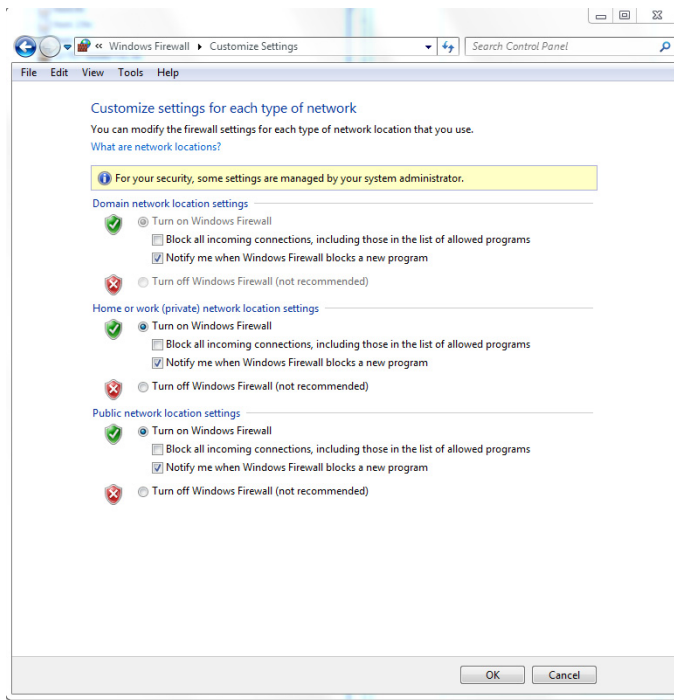 « Windows Firewall ▸ Customize Settings
Search Control Panel
File Edit View Tools Help
Customize settings for each type of network
You can modify the firewall settings for each type of network location that you use.
What are network locations?
For your security, some settings are managed by your system administrator.
Domain network location settings
Turn on Windows Firewall
Block all incoming connections, including those in the list of allowed programs
Notify me when Windows Firewall blocks a new program
Turn off Windows Firewall (not recommended)
Home or work (private) network location settings
Turn on Windows Firewall
Block all incoming connections, including those in the list of allowed programs
Notify me when Windows Firewall blocks a new program
Turn off Windows Firewall (not recommended)
Public network location settings
Turn on Windows Firewall
Block all incoming connections, including those in the list of allowed programs
Notify me when Windows Firewall blocks a new program
Turn off Windows Firewall (not recommended)
OK Cancel